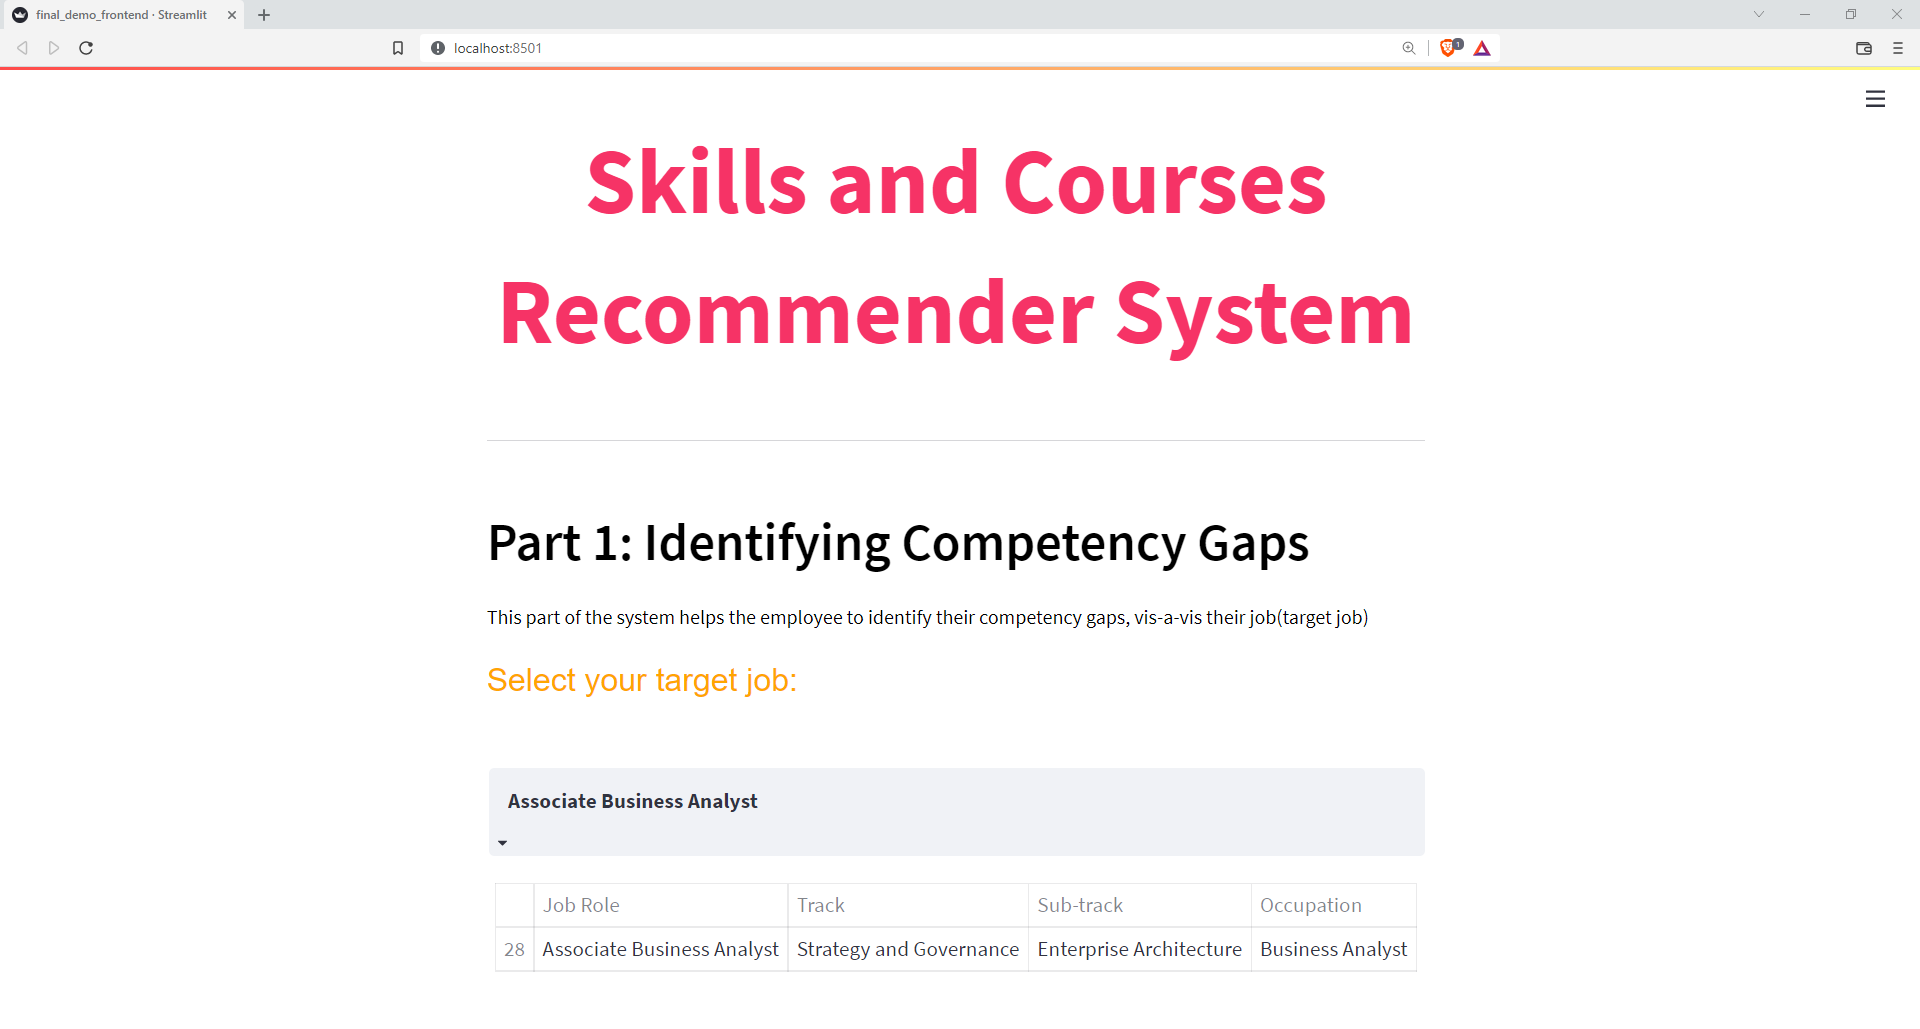 final_demo_frontend · Streamlit
localhost:8501
1
Skills and Courses
Recommender System
Part 1: Identifying Competency Gaps
This part of the system helps the employee to identify their competency gaps, vis-a-vis their job(target job)
Select your target job:
Associate Business Analyst
Job Role Track Sub-track Occupation
28 Associate Business Analyst Strategy and Governance Enterprise Architecture Business Analyst